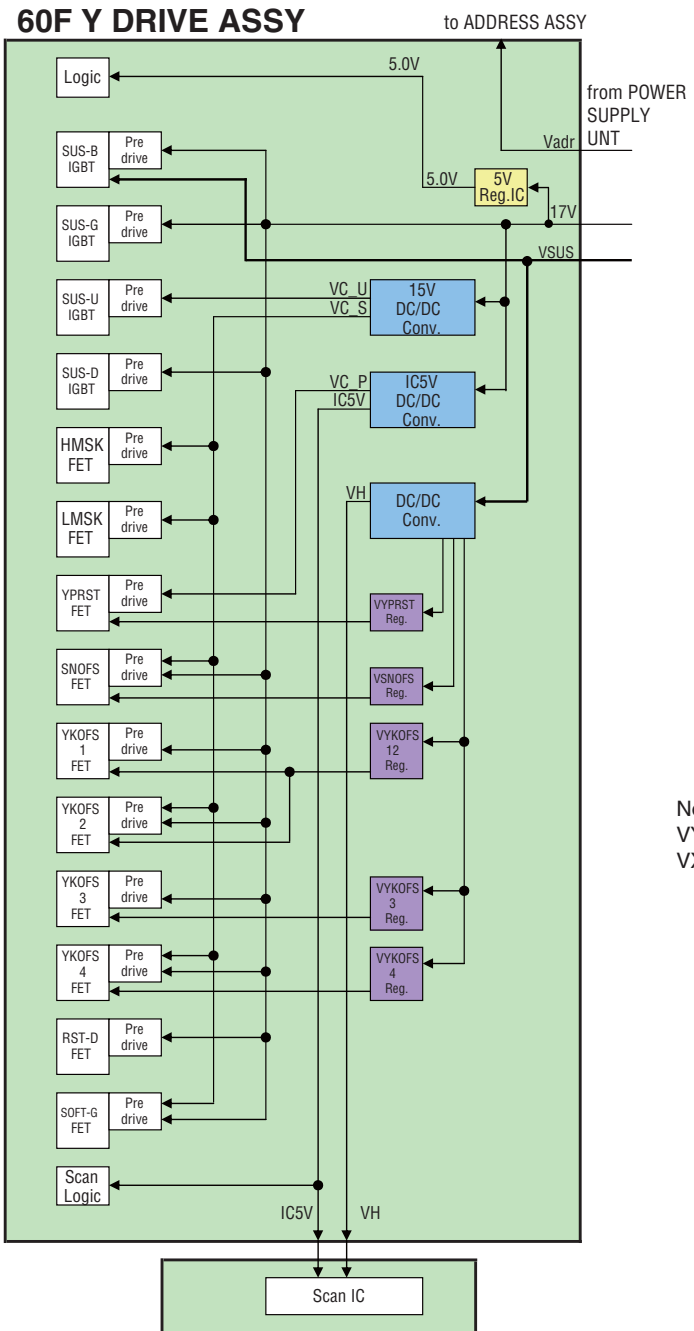 60F Y DRIVE ASSY
to ADDRESS ASSY
from POWER
SUPPLY
UNT
Logic
5.0V
Vadr
SUS-B
IGBT
Pre
drive
5.0V
5V
Reg.IC
17V
SUS-G
IGBT
Pre
drive
VSUS
SUS-U
IGBT
Pre
drive
VC_U
VC_S
15V
DC/DC
Conv.
SUS-D
IGBT
Pre
drive
VC_P
IC5V
IC5V
DC/DC
Conv.
HMSK
FET
Pre
drive
LMSK
FET
Pre
drive
VH
DC/DC
Conv.
YPRST
FET
Pre
drive
VYPRST
Reg.
SNOFS
FET
Pre
drive
VSNOFS
Reg.
YKOFS
1
FET
Pre
drive
VYKOFS
12
Reg.
YKOFS
2
FET
Pre
drive
YKOFS
3
FET
Pre
drive
VYKOFS
3
Reg.
YKOFS
4
FET
Pre
drive
VYKOFS
4
Reg.
RST-D
FET
Pre
drive
SOFT-G
FET
Pre
drive
Scan
Logic
IC5V
VH
Scan IC